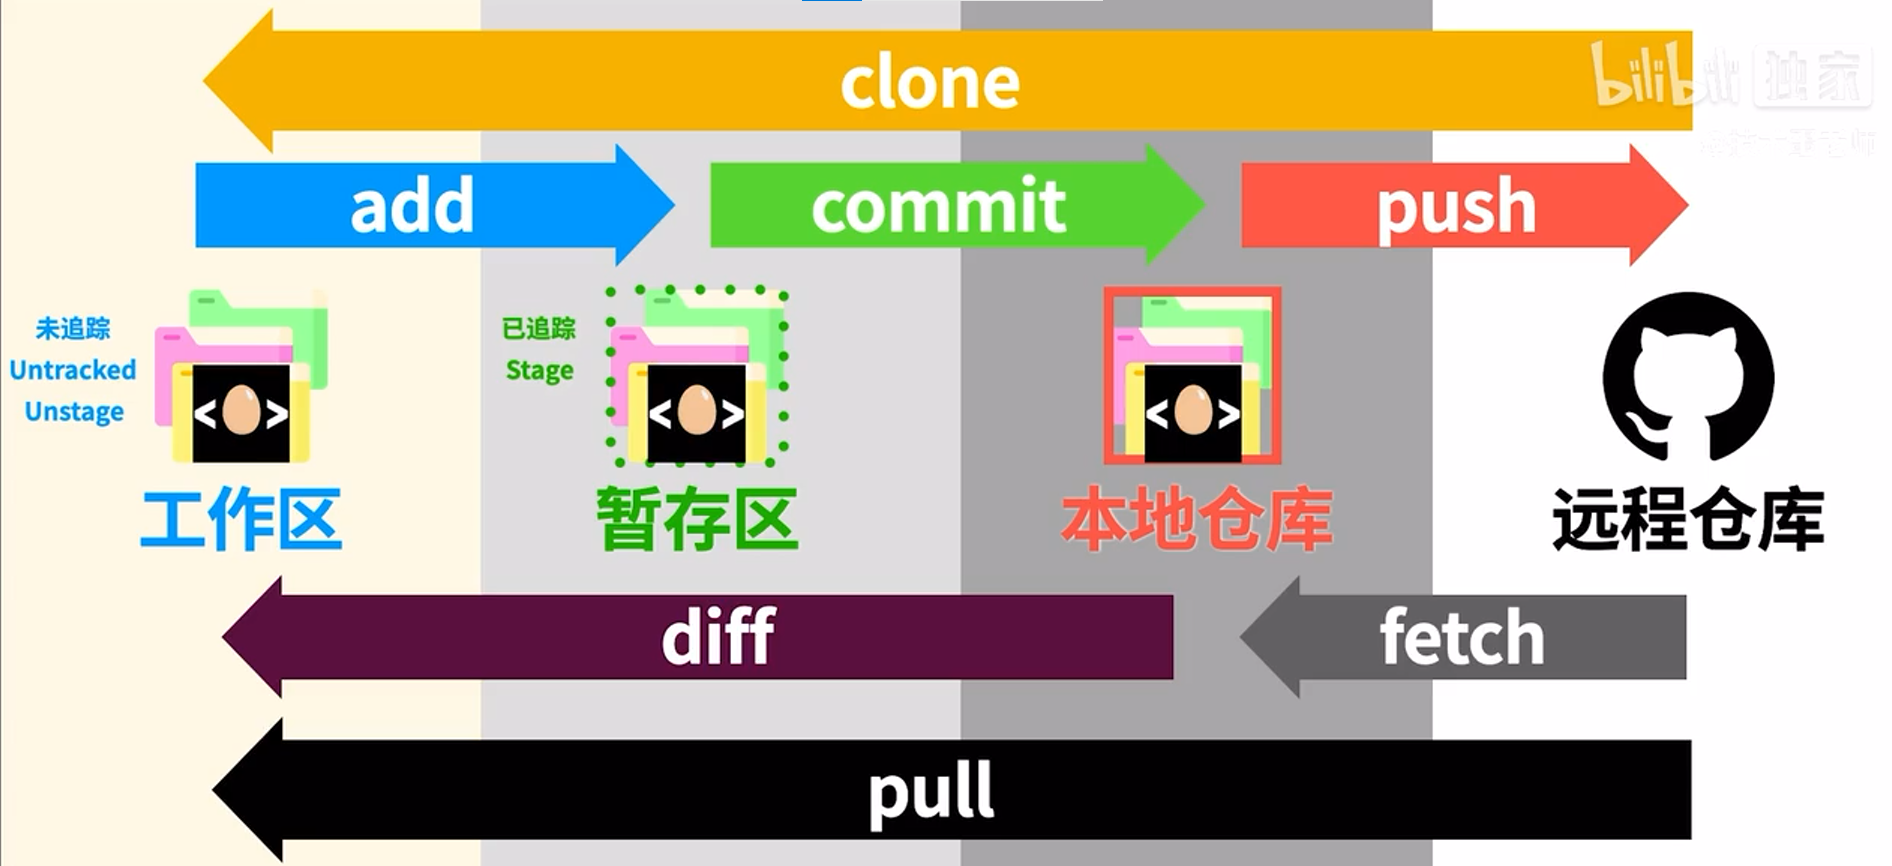 clone
bilibili 独家
add
commit
push
未追踪
Untracked
Unstage
已追踪
Stage
< >
< >
< >
工作区
暂存区
本地仓库
远程仓库
diff
fetch
pull